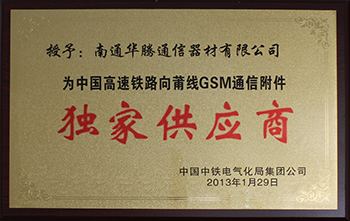 授予：南通华腾通信器材有限公司
为中国高速铁路向莆线GSM通信附件
独家供应商
中国中铁电气化局集团公司
2013年1月29日